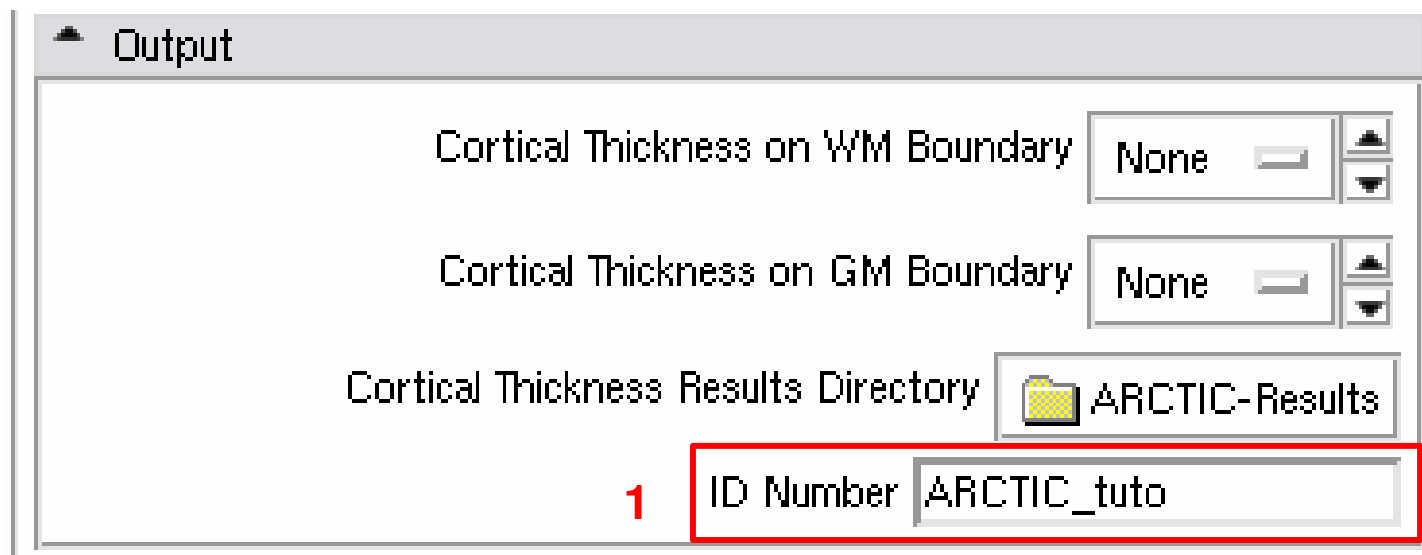 Output
Cortical Thickness on WM Boundary None
Cortical Thickness on GM Boundary None
Cortical Thickness Results Directory ARCTIC-Results
1 ID Number ARCTIC_tuto